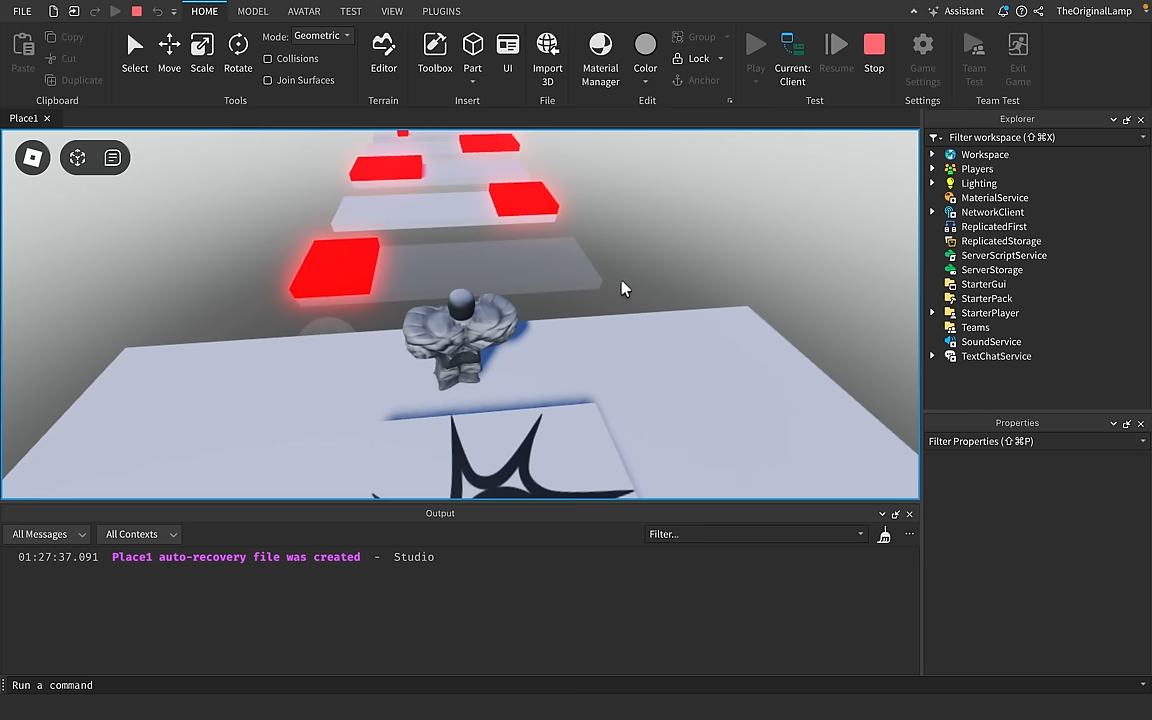 FILE HOME MODEL AVATAR TEST VIEW PLUGINS Assistant TheOriginalLamp
Paste Copy Cut Duplicate
Clipboard
Select Move Scale Rotate Mode: Geometric
Collisions
Join Surfaces
Tools
Editor
Terrain
Toolbox Part UI
Insert
Import 3D
File
Material Manager Color Group
Lock
Anchor
Edit
Play Current: Client Resume Stop
Test
Game Settings
Settings
Team Test Exit Game
Team Test
Place1
Explorer
Filter workspace (⇧⌘X)
Workspace
Players
Lighting
MaterialService
NetworkClient
ReplicatedFirst
ReplicatedStorage
ServerScriptService
ServerStorage
StarterGui
StarterPack
StarterPlayer
Teams
SoundService
TextChatService
Properties
Filter Properties (⇧⌘P)
Output
All Messages All Contexts Filter...
01:27:37.091 Place1 auto-recovery file was created - Studio
Run a command